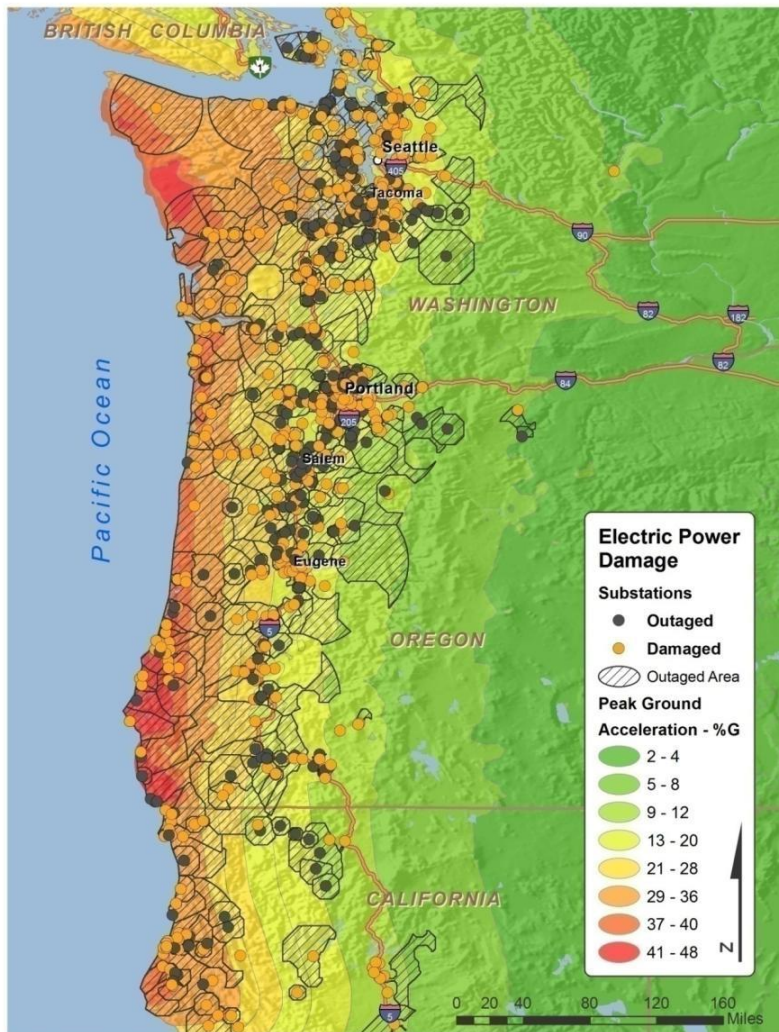 BRITISH COLUMBIA
1
Seattle
405
Tacoma
90
WASHINGTON
82
182
82
84
Portland
205
Salem
Pacific Ocean
Eugene
5
OREGON
CALIFORNIA
5
Electric Power
Damage
Substations
Outaged
Damaged
Outaged Area
Peak Ground
Acceleration - %G
2 - 4
5 - 8
9 - 12
13 - 20
21 - 28
29 - 36
37 - 40
41 - 48
N
0 20 40 80 120 160
Miles